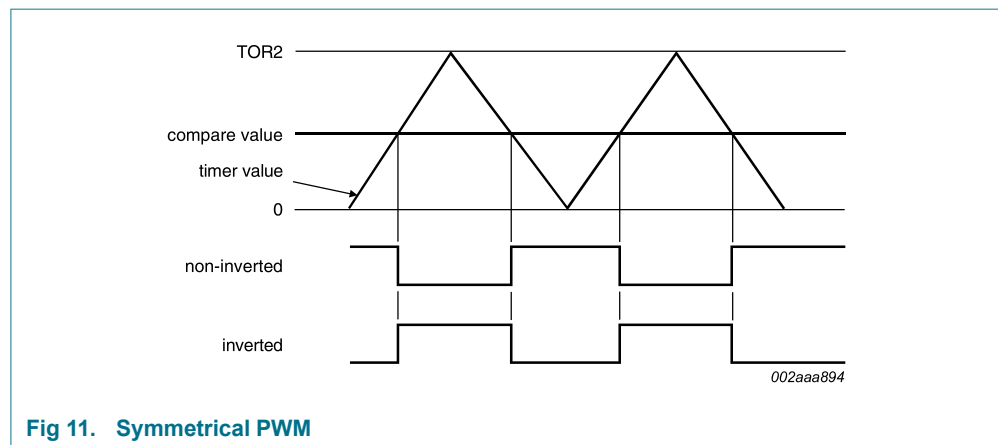 TOR2
compare value
timer value
0
non-inverted
inverted
002aaa894
Fig 11. Symmetrical PWM